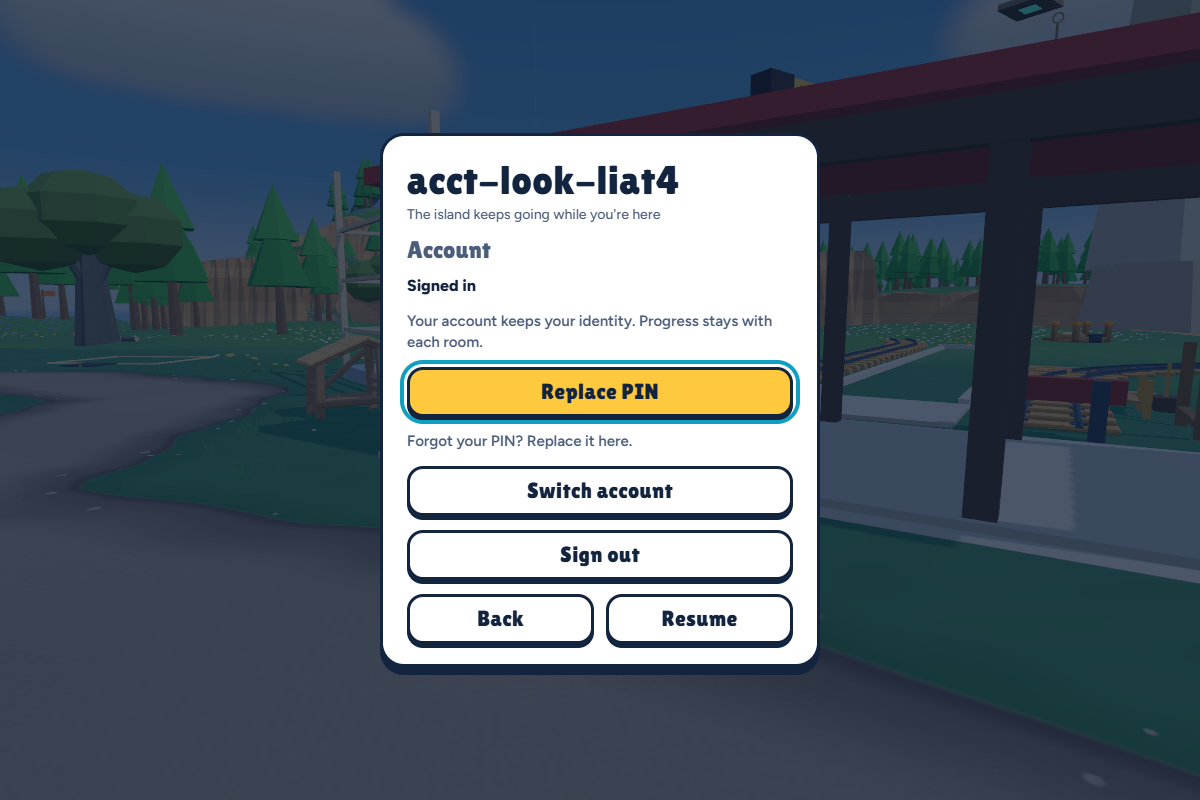 acct-look-liat4
The island keeps going while you're here
Account
Signed in
Your account keeps your identity. Progress stays with
each room.
Replace PIN
Forgot your PIN? Replace it here.
Switch account
Sign out
Back
Resume